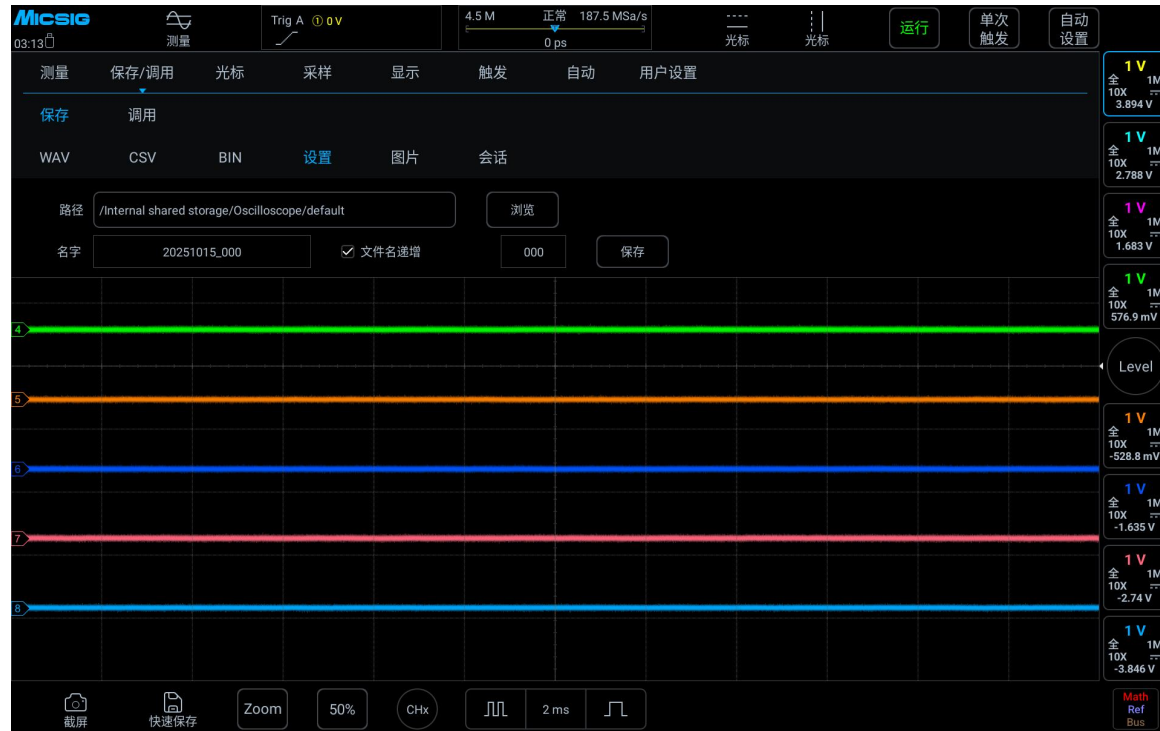 Micsig
03:13
测量
Trig A ① 0 V
4.5 M 正常 187.5 MSa/s
0 ps
光标
光标
运行
单次
触发
自动
设置
测量 保存/调用 光标 采样 显示 触发 自动 用户设置
保存 调用
WAV CSV BIN 设置 图片 会话
路径 /Internal shared storage/Oscilloscope/default 浏览
名字 20251015_000 文件名递增 000 保存
4
5
6
7
8
1 V
全 1M
10X
3.894 V
1 V
全 1M
10X
2.788 V
1 V
全 1M
10X
1.683 V
1 V
全 1M
10X
576.9 mV
Level
1 V
全 1M
10X
-528.8 mV
1 V
全 1M
10X
-1.635 V
1 V
全 1M
10X
-2.74 V
1 V
全 1M
10X
-3.846 V
截屏
快速保存
Zoom
50%
CHx
2 ms
Math
Ref
Bus